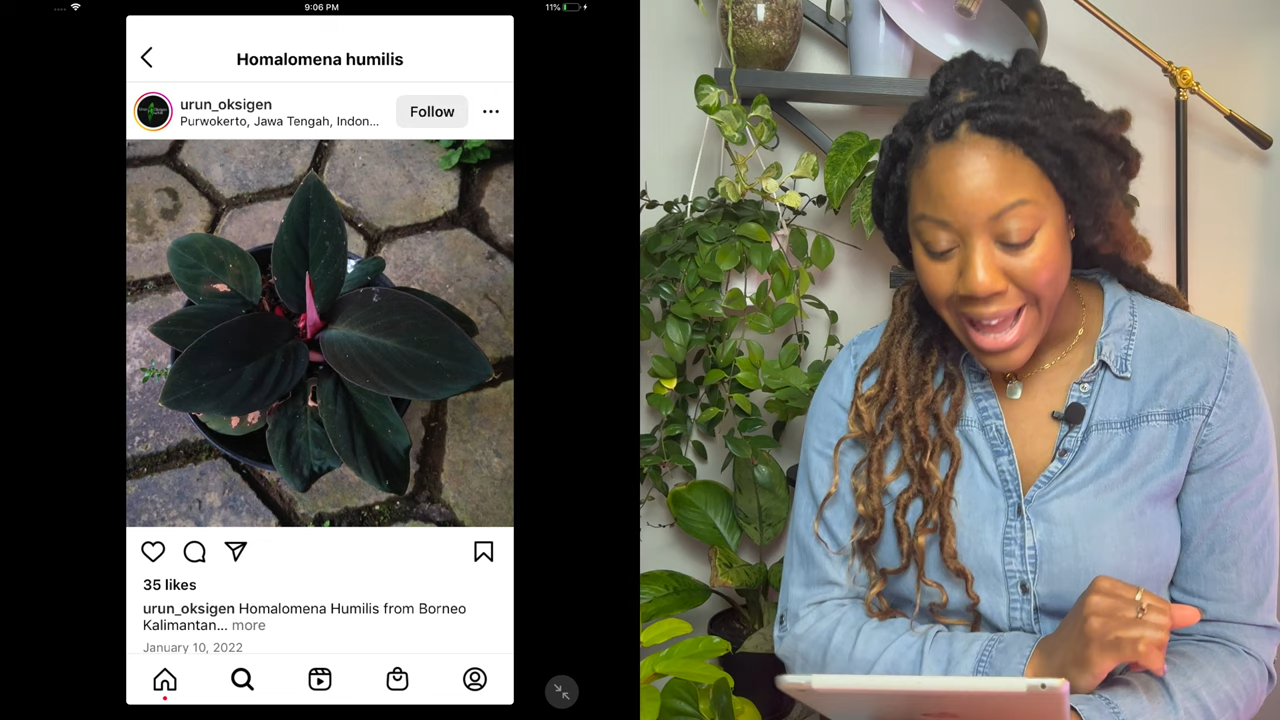 9:06 PM
11%
Homalomena humilis
urun_oksigen
Purwokerto, Jawa Tengah, Indon...
Follow
35 likes
urun_oksigen Homalomena Humilis from Borneo
Kalimantan... more
January 10, 2022